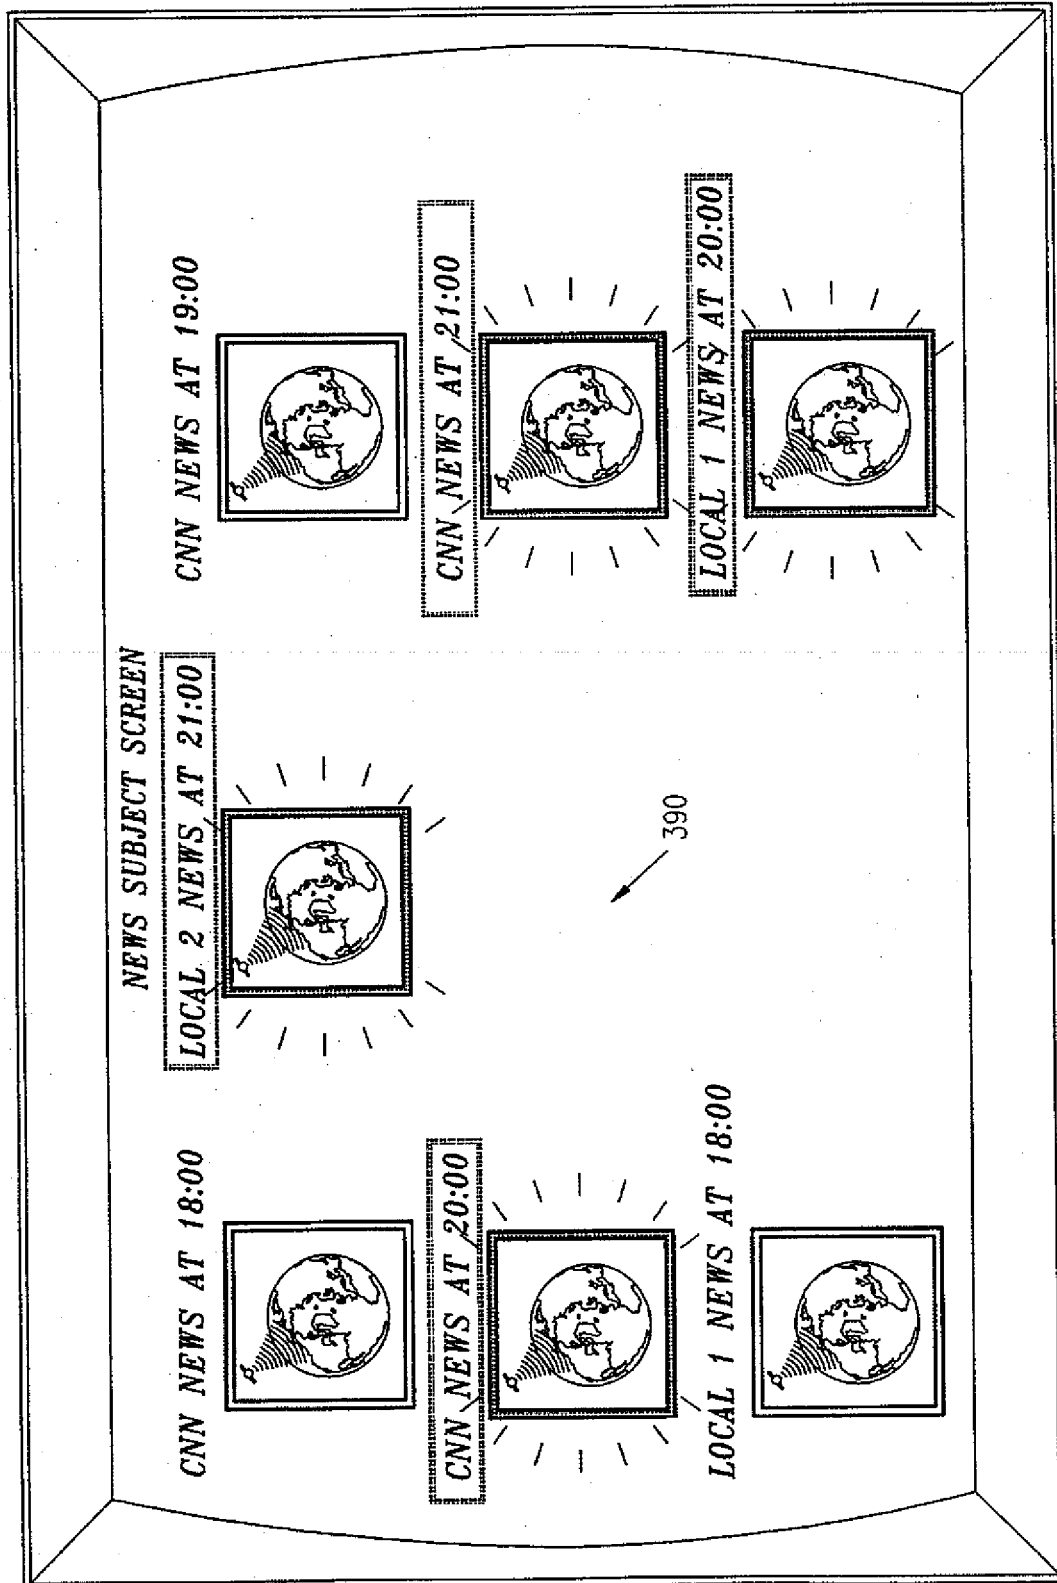 NEWS SUBJECT SCREEN
CNN NEWS AT 18:00
LOCAL 2 NEWS AT 21:00
CNN NEWS AT 19:00
CNN NEWS AT 20:00
CNN NEWS AT 21:00
LOCAL 1 NEWS AT 18:00
LOCAL 1 NEWS AT 20:00
390